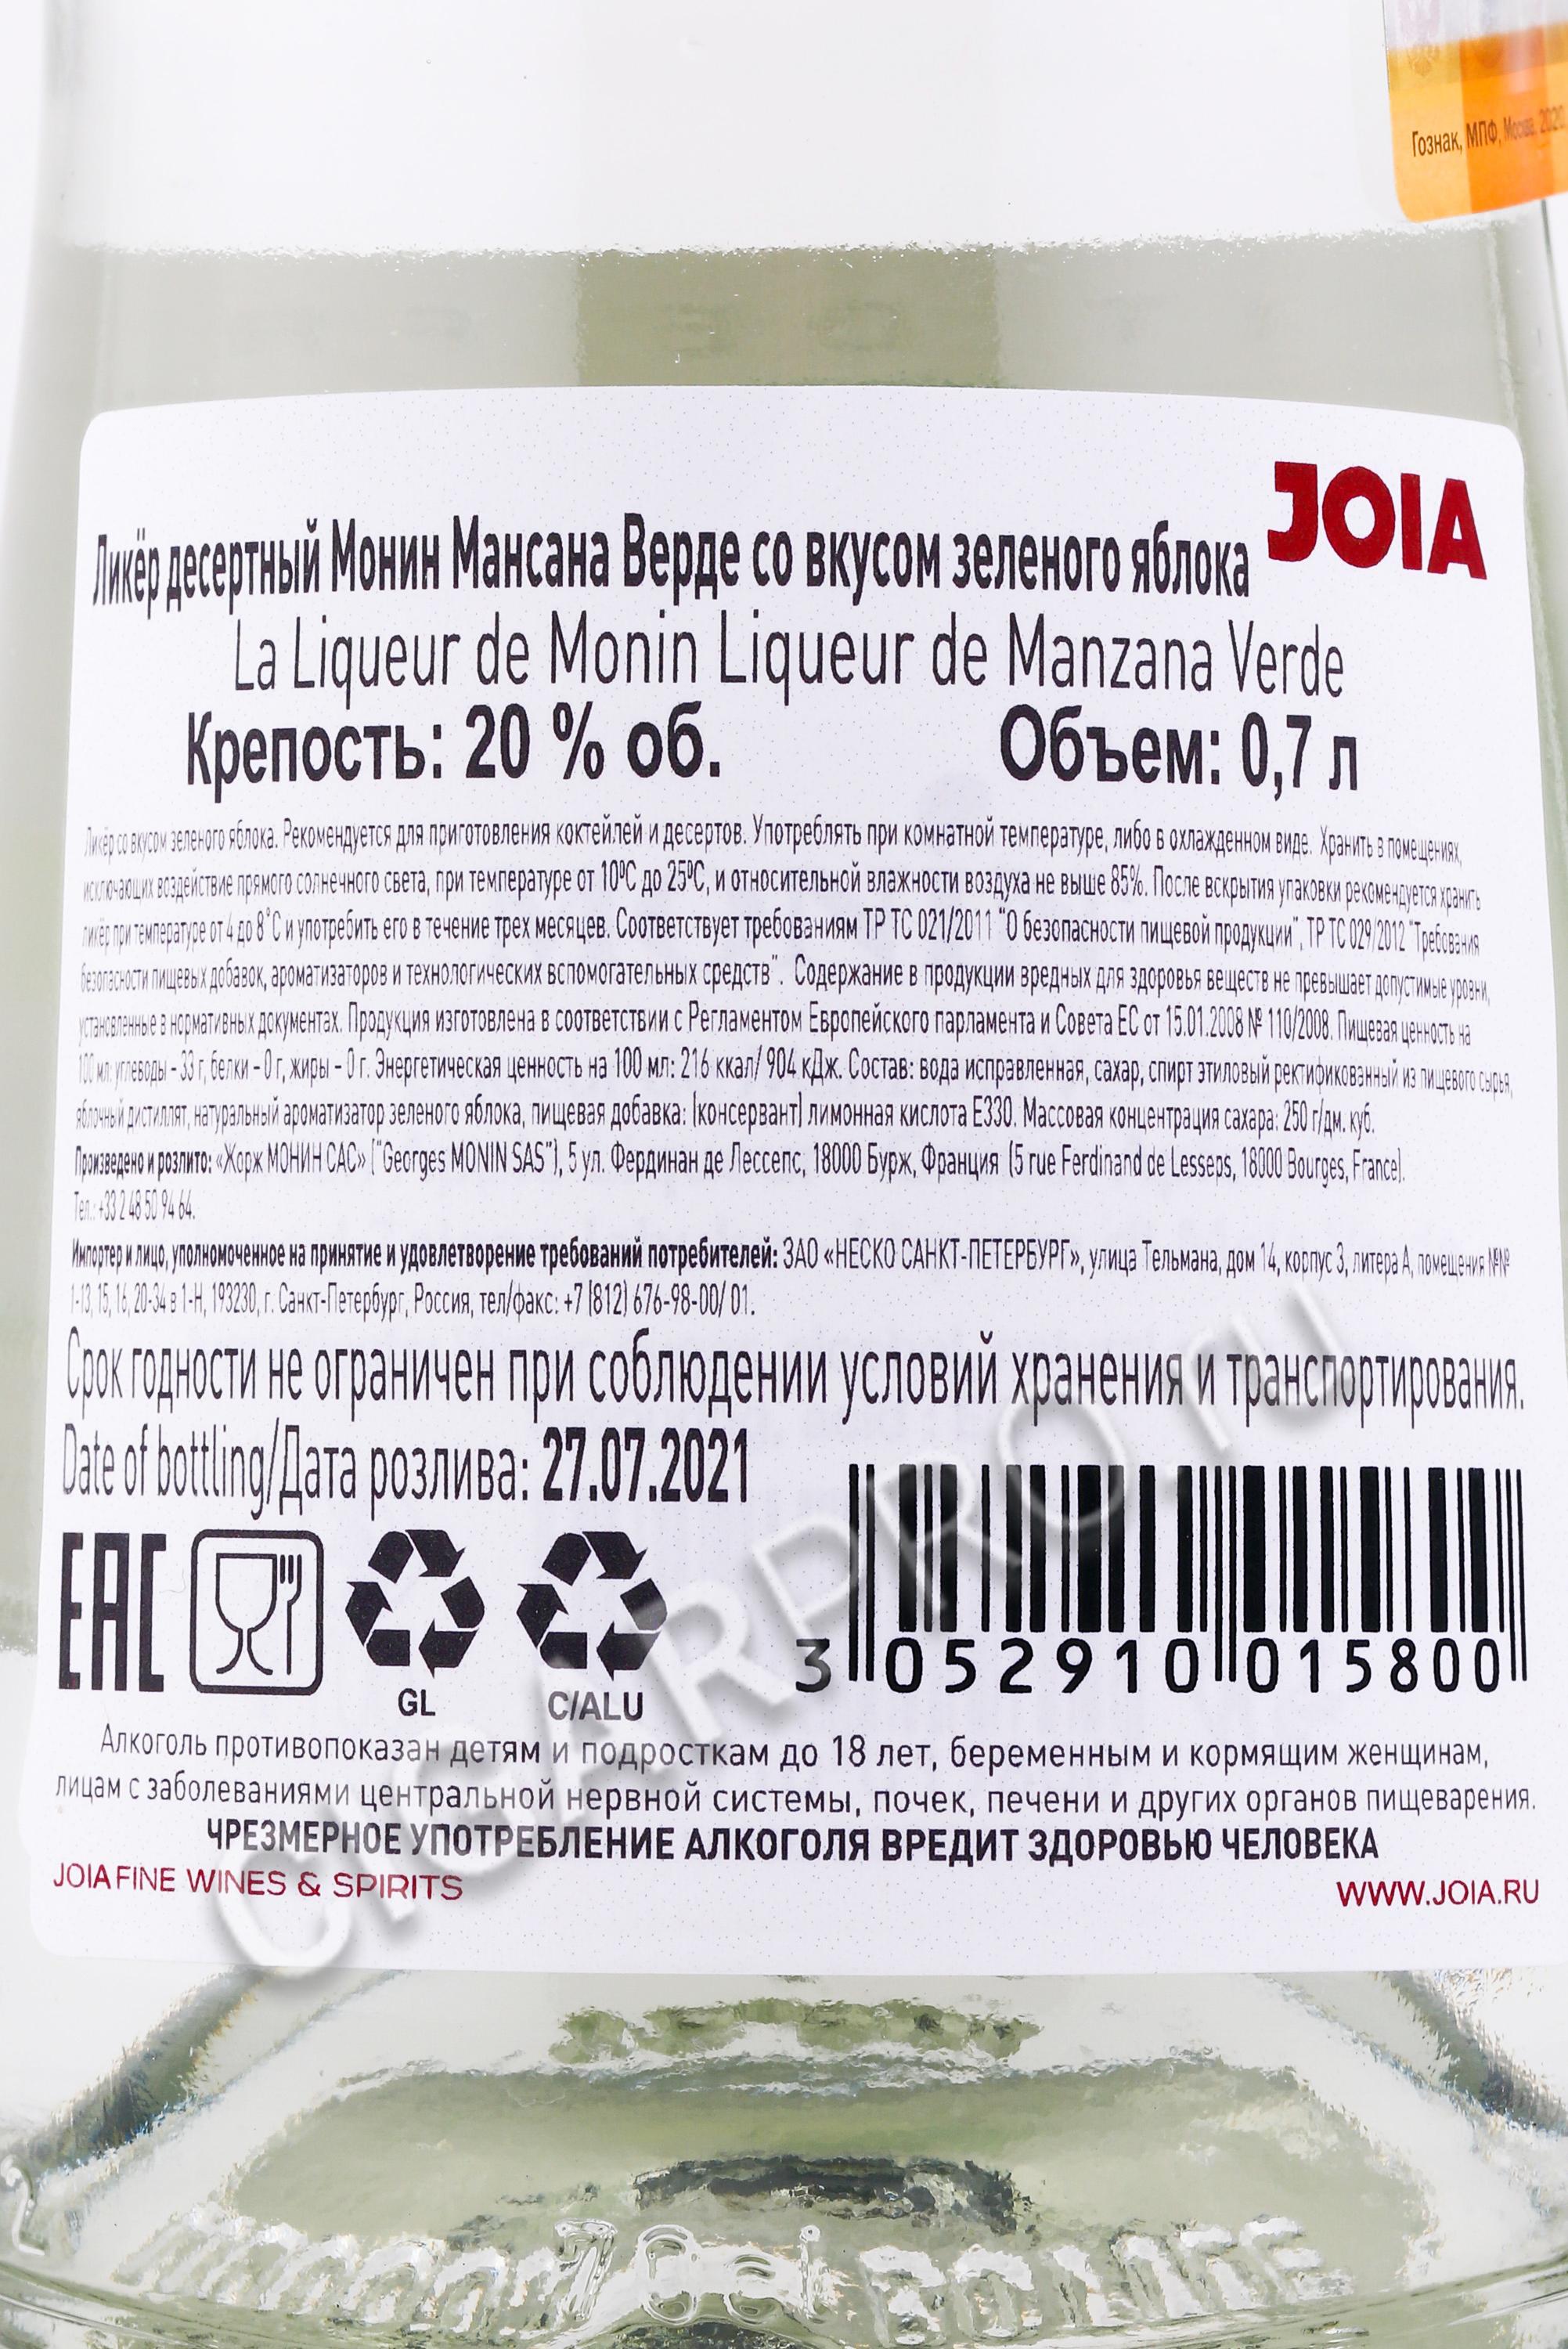 Гознак, МПФ, Москва, 2020
JOIA
Ликёр десертный Монин Мансана Верде со вкусом зеленого яблока
La Liqueur de Monin Liqueur de Manzana Verde
Крепость: 20 % об. Объем: 0,7 л
Ликёр со вкусом зеленого яблока. Рекомендуется для приготовления коктейлей и десертов. Употреблять при комнатной температуре, либо в охлажденном виде. Хранить в помещениях,
исключающих воздействие прямого солнечного света, при температуре от 10⁰С до 25⁰С, и относительной влажности воздуха не выше 85%. После вскрытия упаковки рекомендуется хранить
ликёр при температуре от 4 до 8°С и употребить его в течение трех месяцев. Соответствует требованиям ТР ТС 021/2011 "О безопасности пищевой продукции", ТР ТС 029/2012 "Требования
безопасности пищевых добавок, ароматизаторов и технологических вспомогательных средств". Содержание в продукции вредных для здоровья веществ не превышает допустимые уровни,
установленные в нормативных документах. Продукция изготовлена в соответствии с Регламентом Европейского парламента и Совета ЕС от 15.01.2008 № 110/2008. Пищевая ценность на
100 мл: углеводы – 33 г, белки – 0 г, жиры – 0 г. Энергетическая ценность на 100 мл: 216 ккал/ 904 кДж. Состав: вода исправленная, сахар, спирт этиловый ректификованный из пищевого сырья,
яблочный дистиллят, натуральный ароматизатор зеленого яблока, пищевая добавка: (консервант) лимонная кислота Е330. Массовая концентрация сахара: 250 г/дм. куб.
Произведено и розлито: «Жорж МОНИН САС» ("Georges MONIN SAS"), 5 ул. Фердинан де Лессепс, 18000 Бурж, Франция (5 rue Ferdinand de Lesseps, 18000 Bourges, France).
Тел.: +33 2 48 50 94 64.
Импортер и лицо, уполномоченное на принятие и удовлетворение требований потребителей: ЗАО «НЕСКО САНКТ-ПЕТЕРБУРГ», улица Тельмана, дом 14, корпус 3, литера А, помещения №№
1-13, 15, 16, 20-34 в 1-Н, 193230, г. Санкт-Петербург, Россия, тел/факс: +7 (812) 676-98-00/ 01.
Срок годности не ограничен при соблюдении условий хранения и транспортирования.
Date of bottling/Дата розлива: 27.07.2021
EAC
GL
C/ALU
3 052910 015800
Алкоголь противопоказан детям и подросткам до 18 лет, беременным и кормящим женщинам,
лицам с заболеваниями центральной нервной системы, почек, печени и других органов пищеварения.
ЧРЕЗМЕРНОЕ УПОТРЕБЛЕНИЕ АЛКОГОЛЯ ВРЕДИТ ЗДОРОВЬЮ ЧЕЛОВЕКА
JOIA FINE WINES & SPIRITS
WWW.JOIA.RU
CIGARPRO.ru